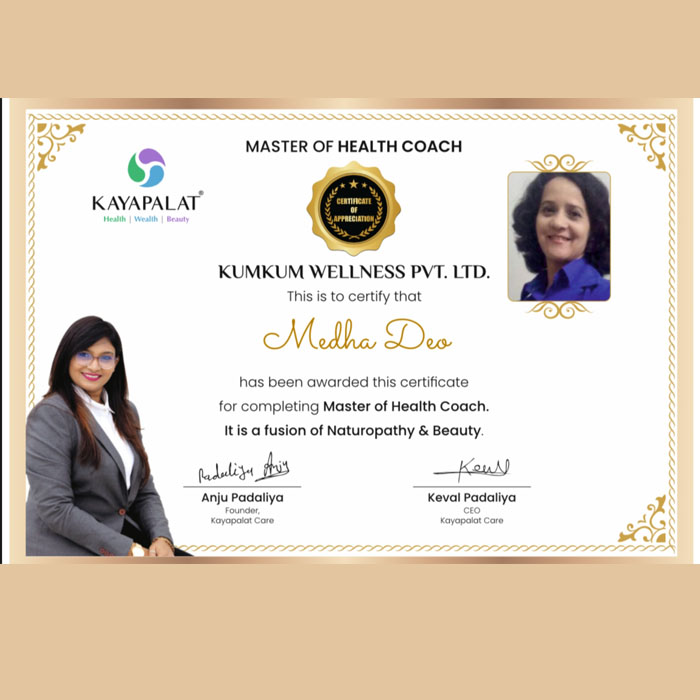 MASTER OF HEALTH COACH
KAYAPALAT®
Health | Wealth | Beauty
CERTIFICATE
OF
APPRECIATION
KUMKUM WELLNESS PVT. LTD.
This is to certify that
Medha Deo
has been awarded this certificate
for completing Master of Health Coach.
It is a fusion of Naturopathy & Beauty.
Padaliya Anju
Anju Padaliya
Founder,
Kayapalat Care
Keval Padaliya
CEO
Kayapalat Care